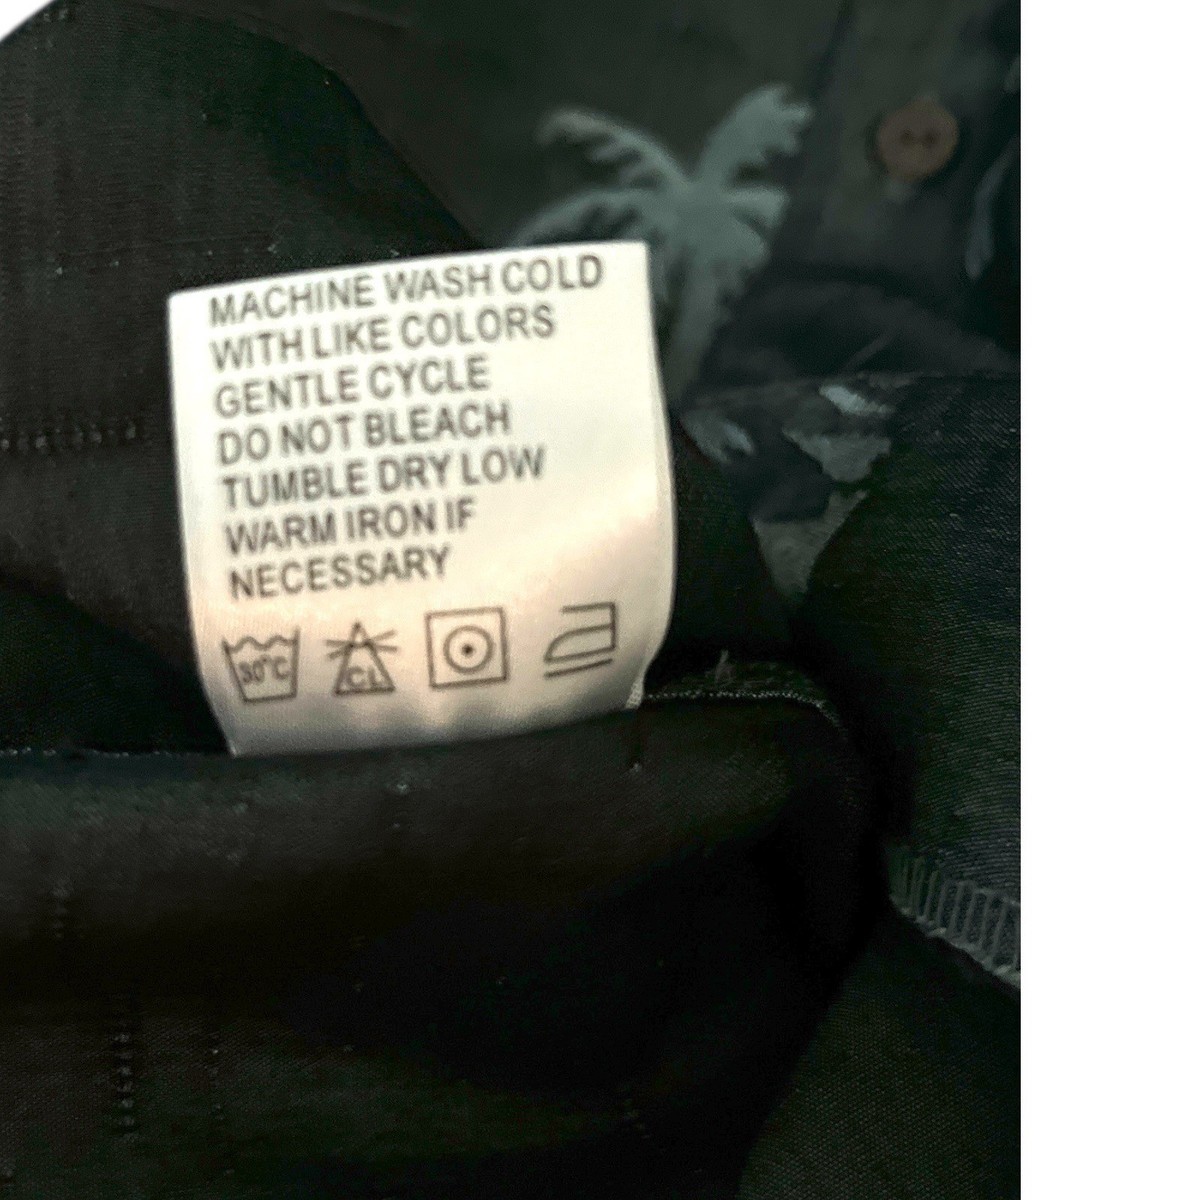 MACHINE WASH COLD
WITH LIKE COLORS
GENTLE CYCLE
DO NOT BLEACH
TUMBLE DRY LOW
WARM IRON IF
NECESSARY
30°C CL